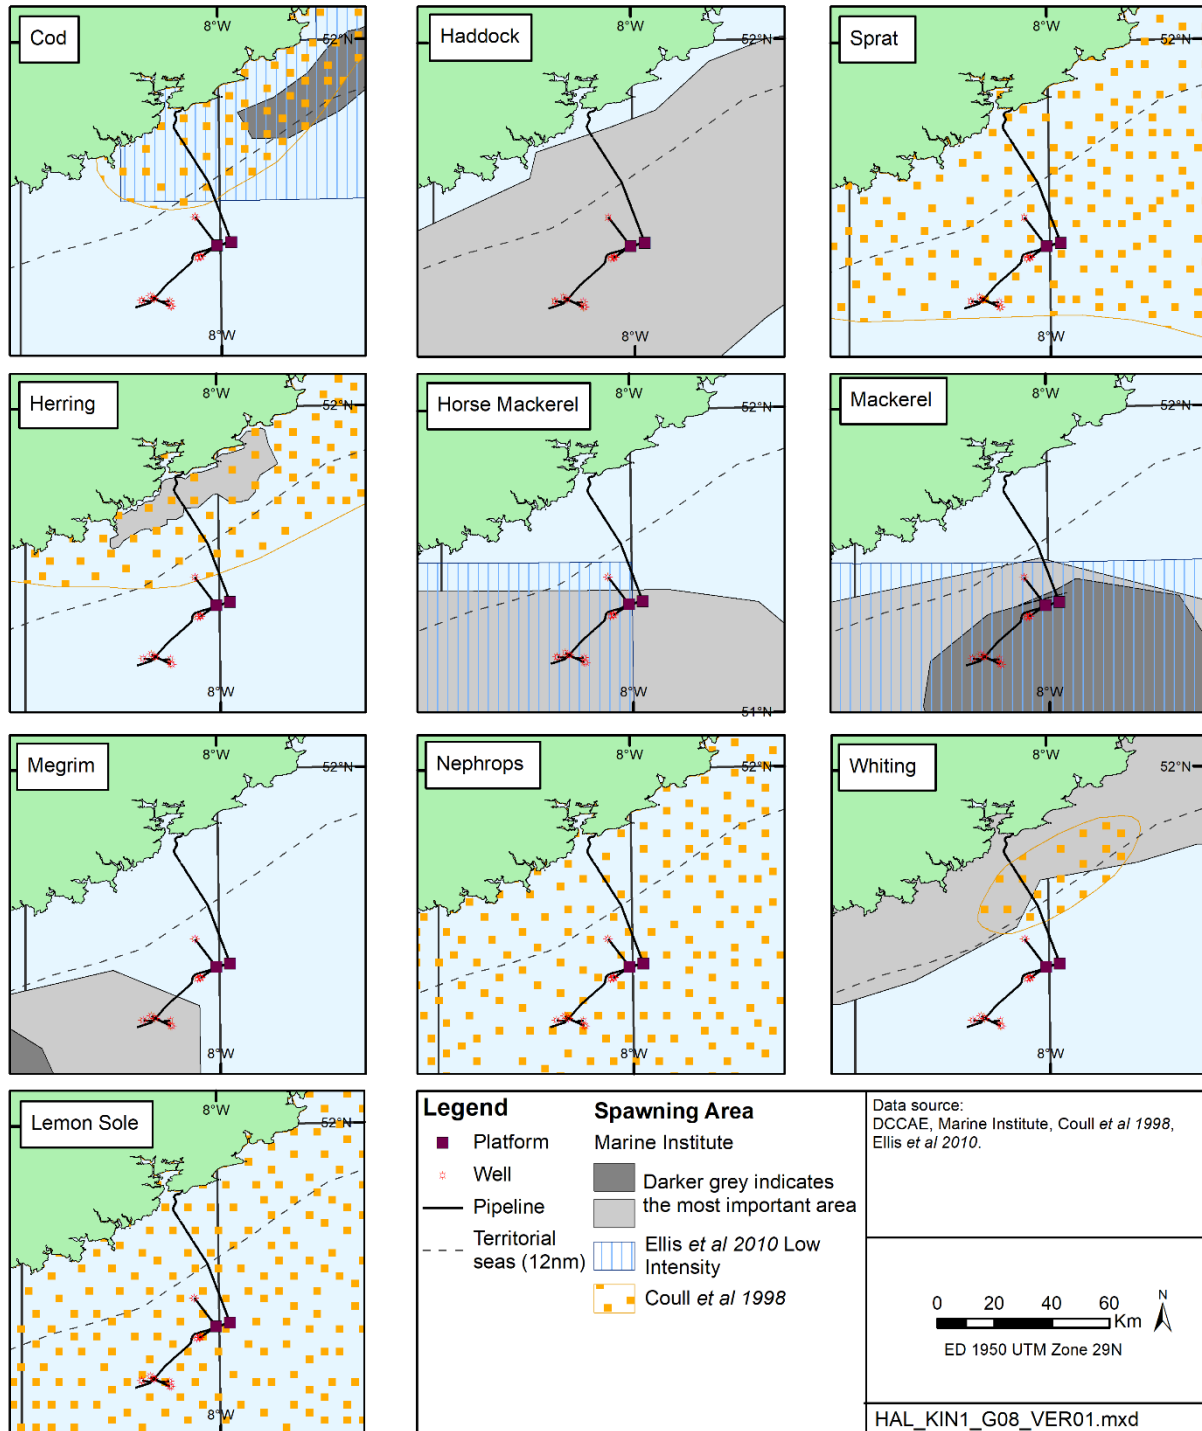 Cod
8°W
52°N
8°W
Haddock
8°W
52°N
8°W
Sprat
8°W
52°N
8°W
Herring
8°W
52°N
8°W
Horse Mackerel
8°W
52°N
8°W
51°N
Mackerel
8°W
52°N
8°W
Megrim
8°W
52°N
8°W
Nephrops
8°W
52°N
8°W
Whiting
8°W
52°N
8°W
Lemon Sole
8°W
52°N
8°W
Legend
Platform
Well
Pipeline
Territorial
seas (12nm)
Spawning Area
Marine Institute
Darker grey indicates
the most important area
Ellis et al 2010 Low
Intensity
Coull et al 1998
Data source:
DCCAE, Marine Institute, Coull et al 1998,
Ellis et al 2010.
0 20 40 60
Km
N
ED 1950 UTM Zone 29N
HAL_KIN1_G08_VER01.mxd